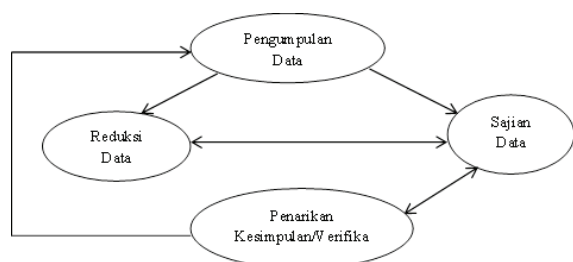 Pengumpulan
Data
Reduksi
Data
Sajian
Data
Penarikan
Kesimpulan/Verifika